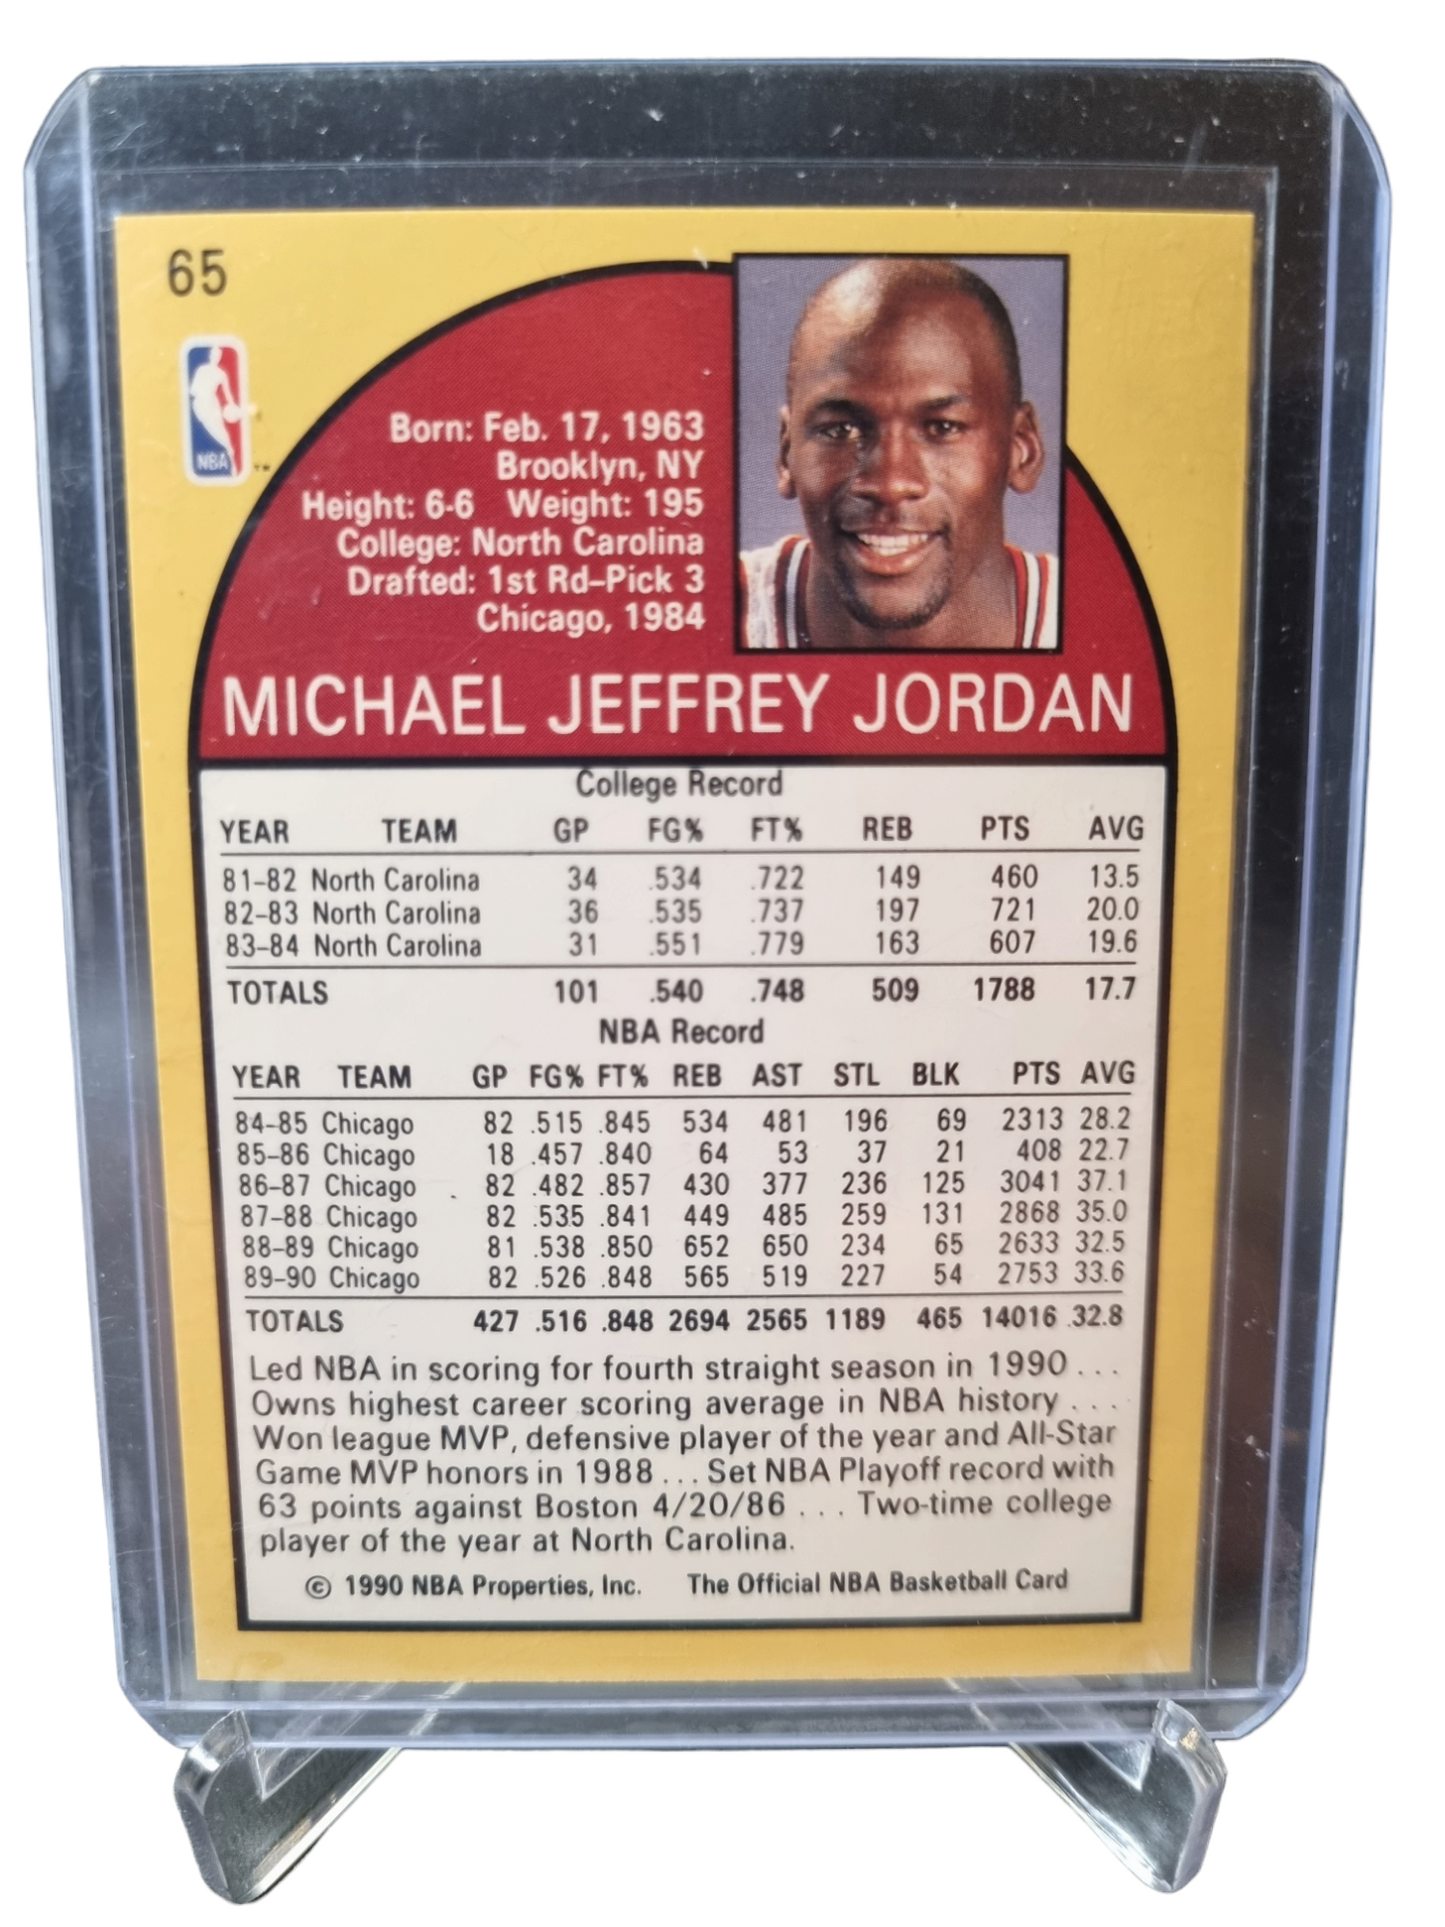 65
NBA
Born: Feb. 17, 1963
Brooklyn, NY
Height: 6-6 Weight: 195
College: North Carolina
Drafted: 1st Rd-Pick 3
Chicago, 1984
MICHAEL JEFFREY JORDAN
College Record
YEAR TEAM GP FG% FT% REB PTS AVG
81-82 North Carolina 34 .534 .722 149 460 13.5
82-83 North Carolina 36 .535 .737 197 721 20.0
83-84 North Carolina 31 .551 .779 163 607 19.6
TOTALS 101 .540 .748 509 1788 17.7
NBA Record
YEAR TEAM GP FG% FT% REB AST STL BLK PTS AVG
84-85 Chicago 82 .515 .845 534 481 196 69 2313 28.2
85-86 Chicago 18 .457 .840 64 53 37 21 408 22.7
86-87 Chicago 82 .482 .857 430 377 236 125 3041 37.1
87-88 Chicago 82 .535 .841 449 485 259 131 2868 35.0
88-89 Chicago 81 .538 .850 652 650 234 65 2633 32.5
89-90 Chicago 82 .526 .848 565 519 227 54 2753 33.6
TOTALS 427 .516 .848 2694 2565 1189 465 14016 32.8
Led NBA in scoring for fourth straight season in 1990 . . .
Owns highest career scoring average in NBA history . . .
Won league MVP, defensive player of the year and All-Star
Game MVP honors in 1988 . . . Set NBA Playoff record with
63 points against Boston 4/20/86 . . . Two-time college
player of the year at North Carolina.
© 1990 NBA Properties, Inc. The Official NBA Basketball Card